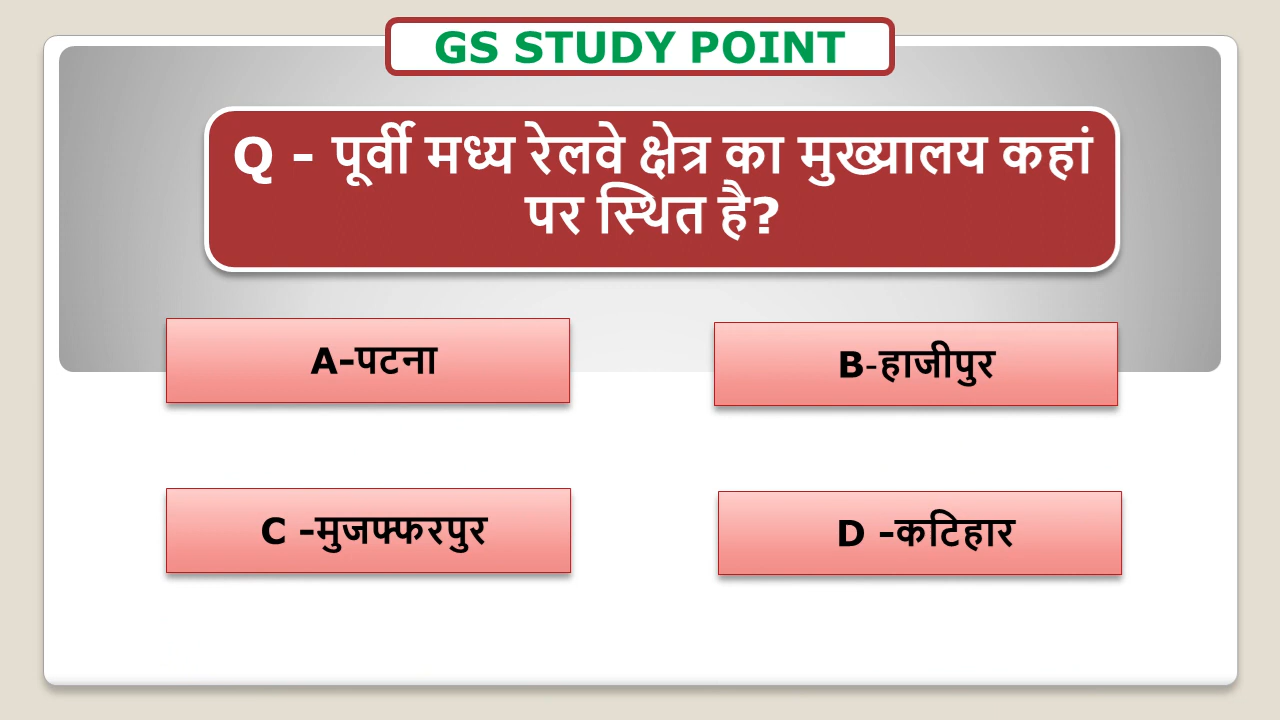 GS STUDY POINT
Q - पूर्वी मध्य रेलवे क्षेत्र का मुख्यालय कहां
पर स्थित है?
A-पटना
B-हाजीपुर
C -मुजफ्फरपुर
D -कटिहार